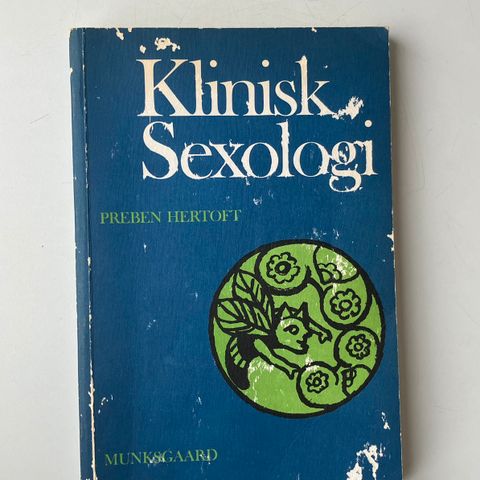 Klinisk
Sexologi
PREBEN HERTOFT
MUNKSGAARD